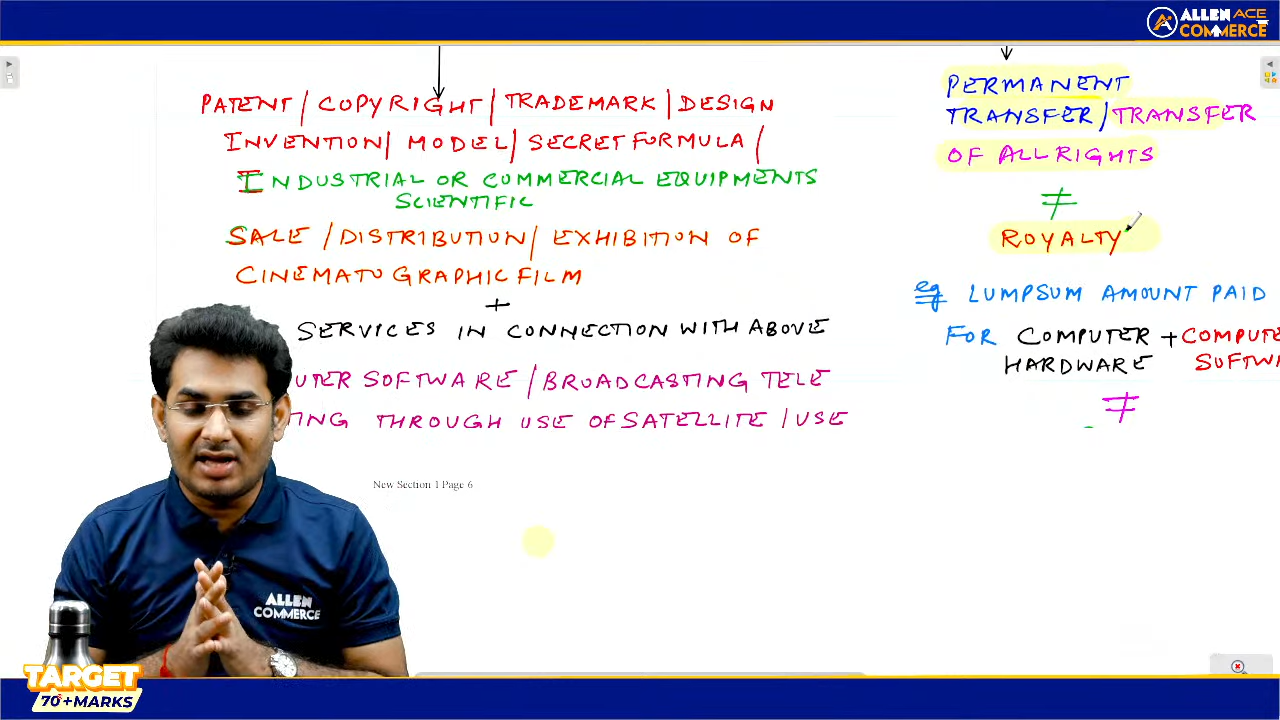 ALLEN ACE
COMMERCE
PATENT / COPYRIGHT / TRADEMARK | DESIGN
INVENTION / MODEL / SECRET FORMULA /
INDUSTRIAL OR COMMERCIAL EQUIPMENTS
SCIENTIFIC
SALE / DISTRIBUTION / EXHIBITION OF
CINEMATOGRAPHIC FILM
+
SERVICES IN CONNECTION WITH ABOVE
UTER SOFTWARE / BROADCASTING TELE
TING THROUGH USE OF SATELLITE / USE
PERMANENT
TRANSFER / TRANSFER
OF ALL RIGHTS
≠
ROYALTY
eg LUMPSUM AMOUNT PAID
FOR COMPUTER + COMPUTE
HARDWARE SOFTW
≠
New Section 1 Page 6
ALLEN
COMMERCE
TARGET
70+MARKS